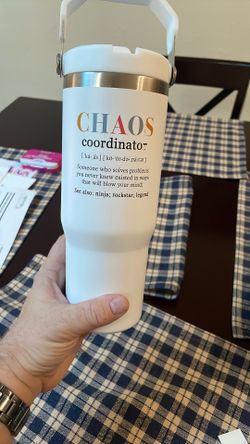 CHAOS
coordinator
Someone who solves problems
you never knew existed in ways
that will blow your mind.
See also: ninja; rockstar; legend